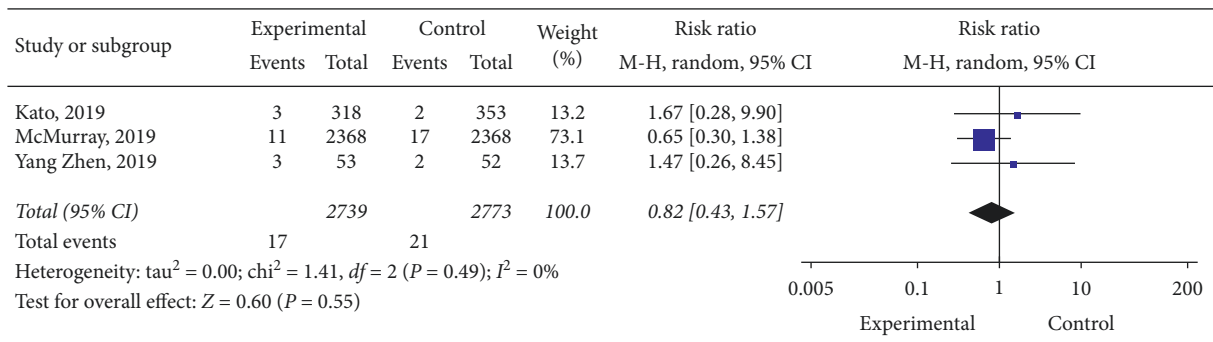 Study or subgroup Experimental Control Weight (%) Risk ratio Risk ratio
Events Total Events Total M-H, random, 95% CI M-H, random, 95% CI
Kato, 2019 3 318 2 353 13.2 1.67 [0.28, 9.90]
McMurray, 2019 11 2368 17 2368 73.1 0.65 [0.30, 1.38]
Yang Zhen, 2019 3 53 2 52 13.7 1.47 [0.26, 8.45]
Total (95% CI) 2739 2773 100.0 0.82 [0.43, 1.57]
Total events 17 21
Heterogeneity: tau² = 0.00; chi² = 1.41, df = 2 (P = 0.49); I² = 0%
Test for overall effect: Z = 0.60 (P = 0.55)
0.005 0.1 1 10 200
Experimental Control